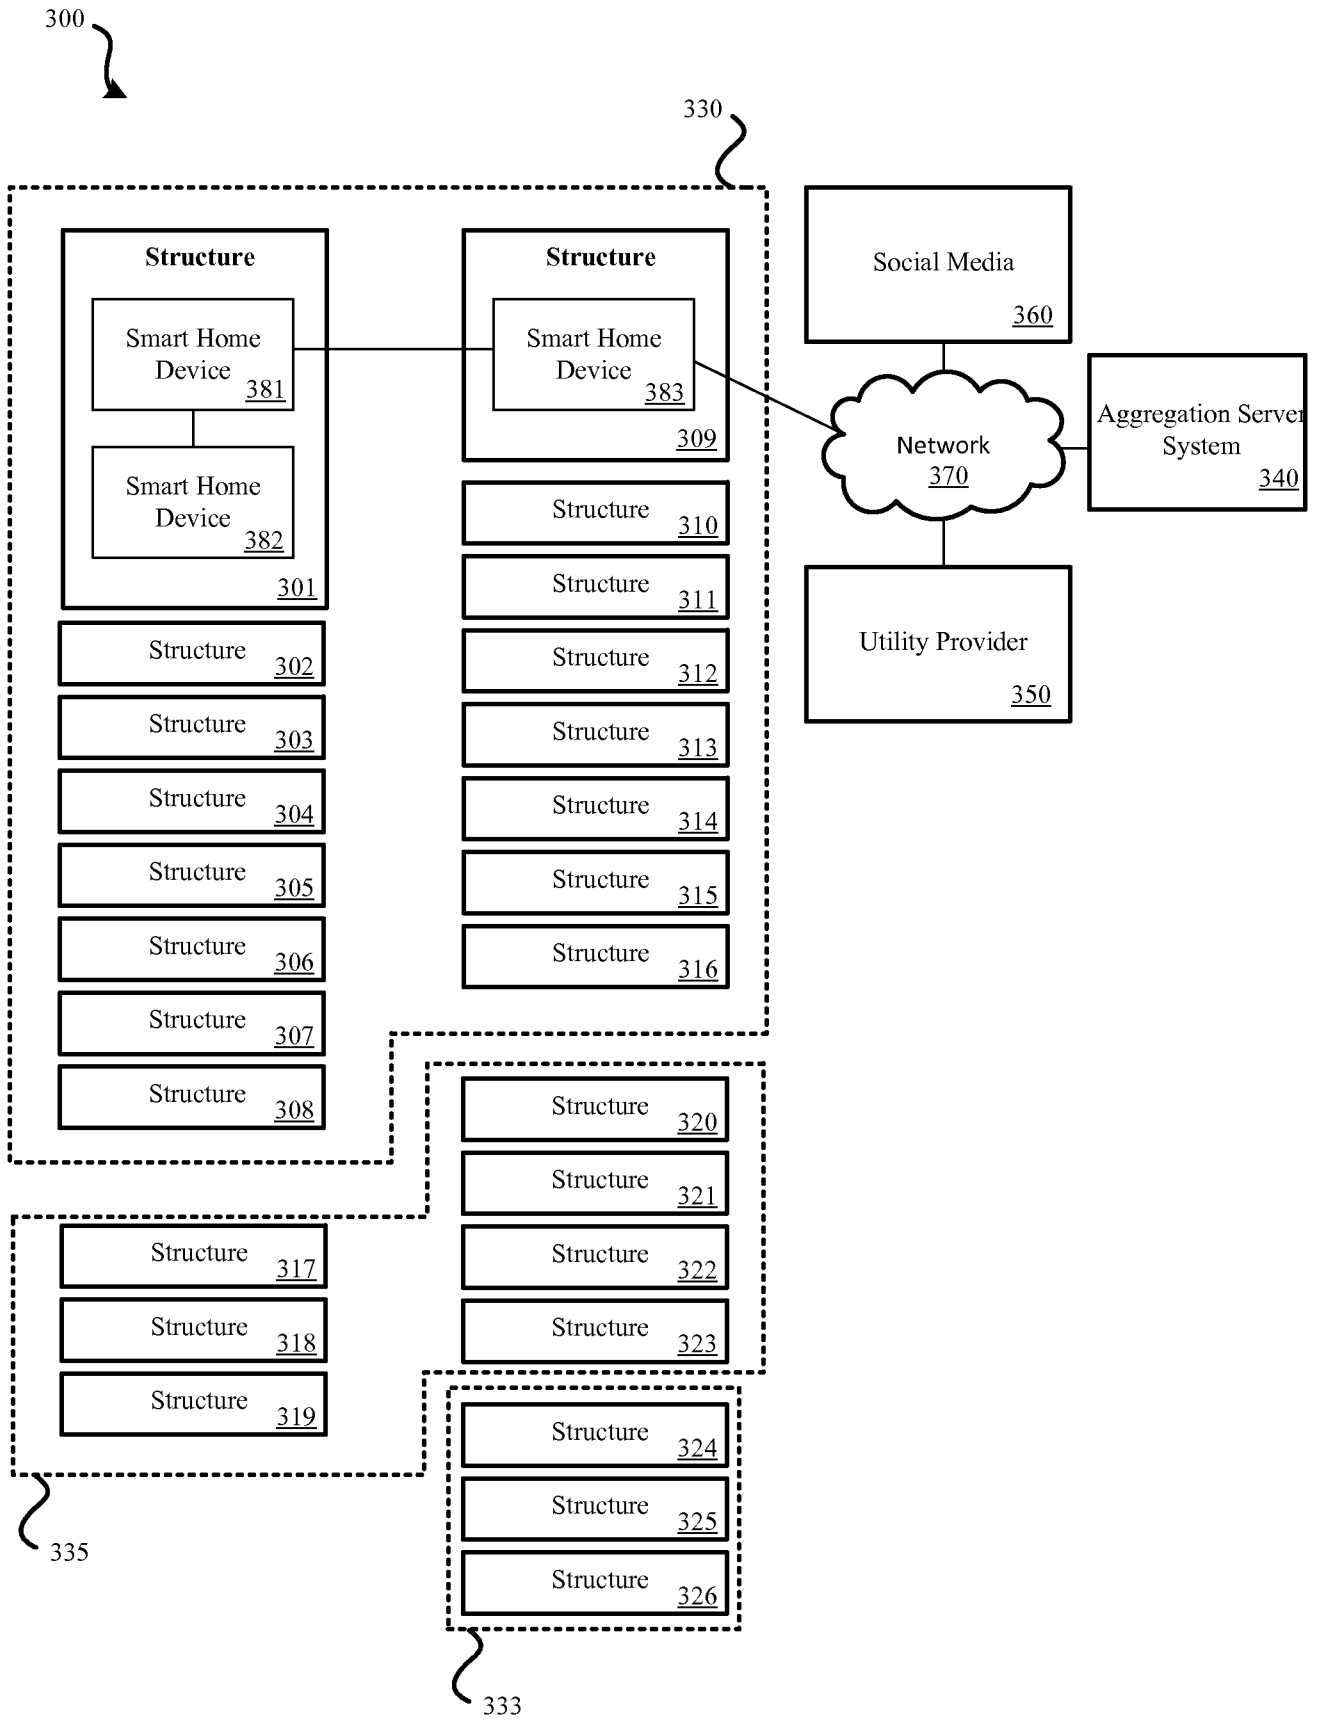 300
330
Structure
Smart Home
Device
381
Smart Home
Device
382
301
Structure
302
Structure
303
Structure
304
Structure
305
Structure
306
Structure
307
Structure
308
Structure
Smart Home
Device
383
309
Structure
310
Structure
311
Structure
312
Structure
313
Structure
314
Structure
315
Structure
316
Social Media
360
Network
370
Aggregation Server
System
340
Utility Provider
350
Structure
317
Structure
318
Structure
319
335
Structure
320
Structure
321
Structure
322
Structure
323
Structure
324
Structure
325
Structure
326
333